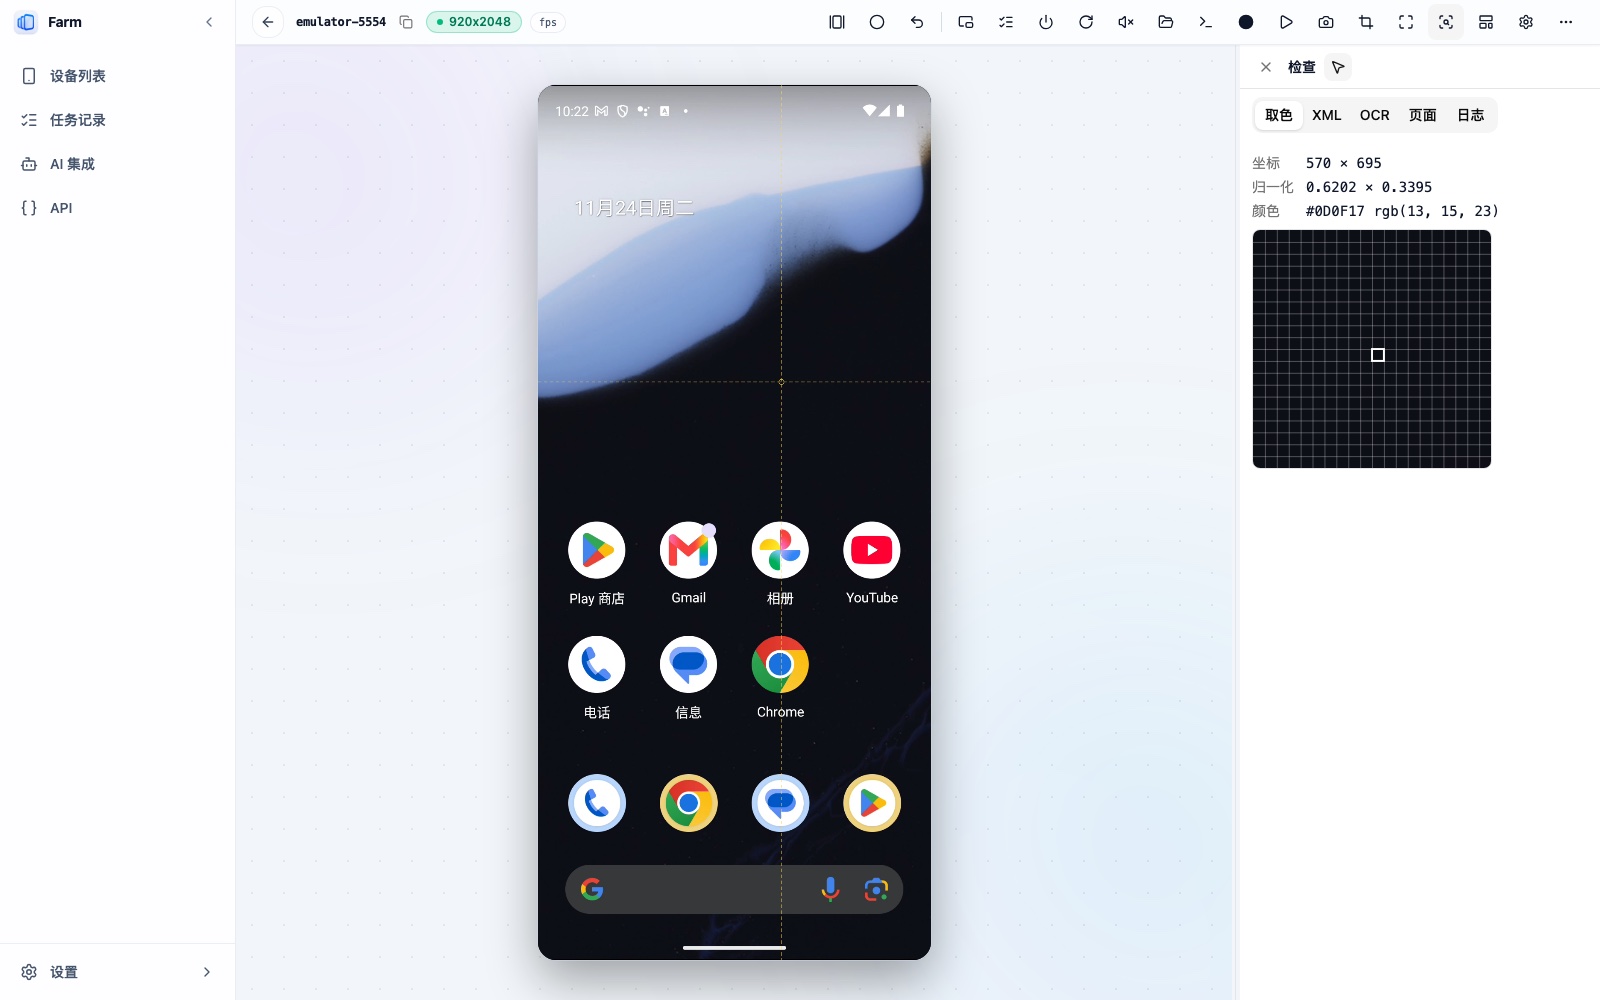 Farm
emulator-5554
920x2048
fps
设备列表
任务记录
AI 集成
API
设置
10:22
11月24日周二
Play 商店
Gmail
相册
YouTube
电话
信息
Chrome
检查
取色
XML
OCR
页面
日志
坐标 570 × 695
归一化 0.6202 × 0.3395
颜色 #0D0F17 rgb(13, 15, 23)